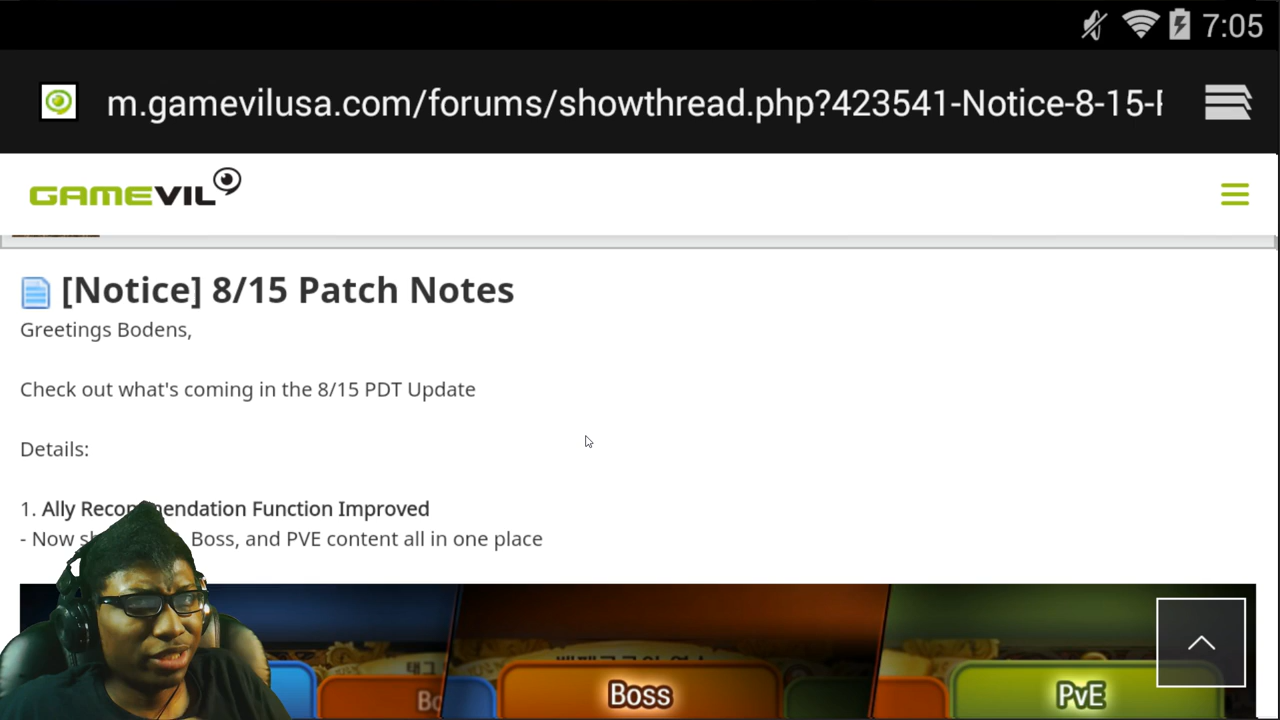 7:05
m.gamevilusa.com/forums/showthread.php?423541-Notice-8-15-
GAMEVIL
[Notice] 8/15 Patch Notes
Greetings Bodens,
Check out what's coming in the 8/15 PDT Update
Details:
1. Ally Recommendation Function Improved
- Now Boss, and PVE content all in one place
Boss
PvE